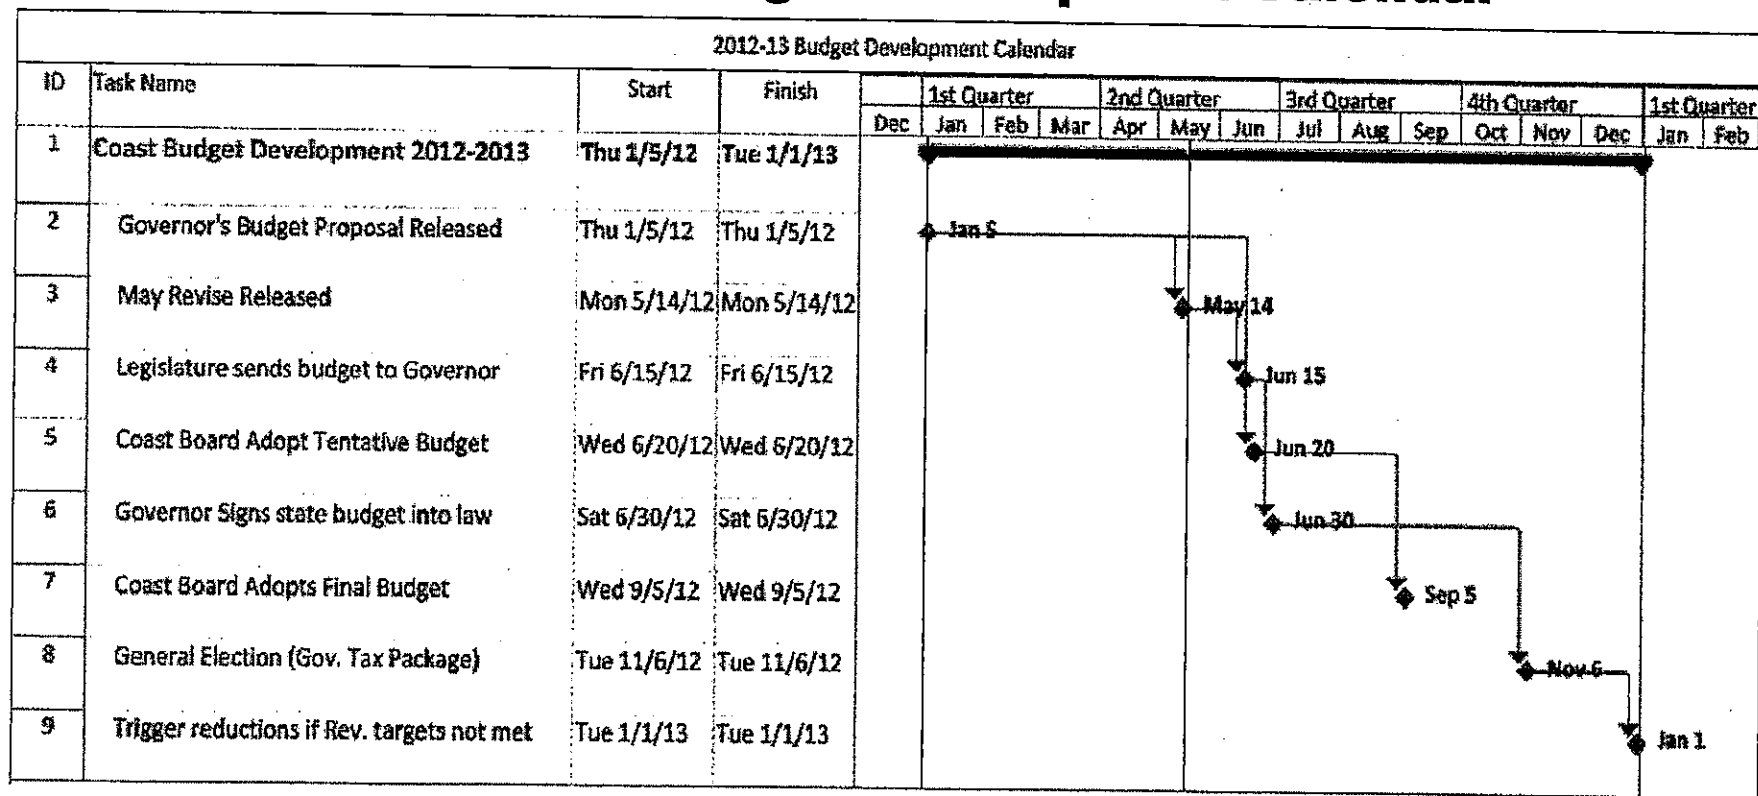 2012-13 Budget Development Calendar
ID Task Name Start Finish 1st Quarter 2nd Quarter 3rd Quarter 4th Quarter 1st Quarter
Dec Jan Feb Mar Apr May Jun Jul Aug Sep Oct Nov Dec Jan Feb
1 Coast Budget Development 2012-2013 Thu 1/5/12 Tue 1/1/13
2 Governor's Budget Proposal Released Thu 1/5/12 Thu 1/5/12 Jan 5
3 May Revise Released Mon 5/14/12 Mon 5/14/12 May 14
4 Legislature sends budget to Governor Fri 6/15/12 Fri 6/15/12 Jun 15
5 Coast Board Adopt Tentative Budget Wed 6/20/12 Wed 6/20/12 Jun 20
6 Governor Signs state budget into law Sat 6/30/12 Sat 6/30/12 Jun 30
7 Coast Board Adopts Final Budget Wed 9/5/12 Wed 9/5/12 Sep 5
8 General Election (Gov. Tax Package) Tue 11/6/12 Tue 11/6/12 Nov 6
9 Trigger reductions if Rev. targets not met Tue 1/1/13 Tue 1/1/13 Jan 1